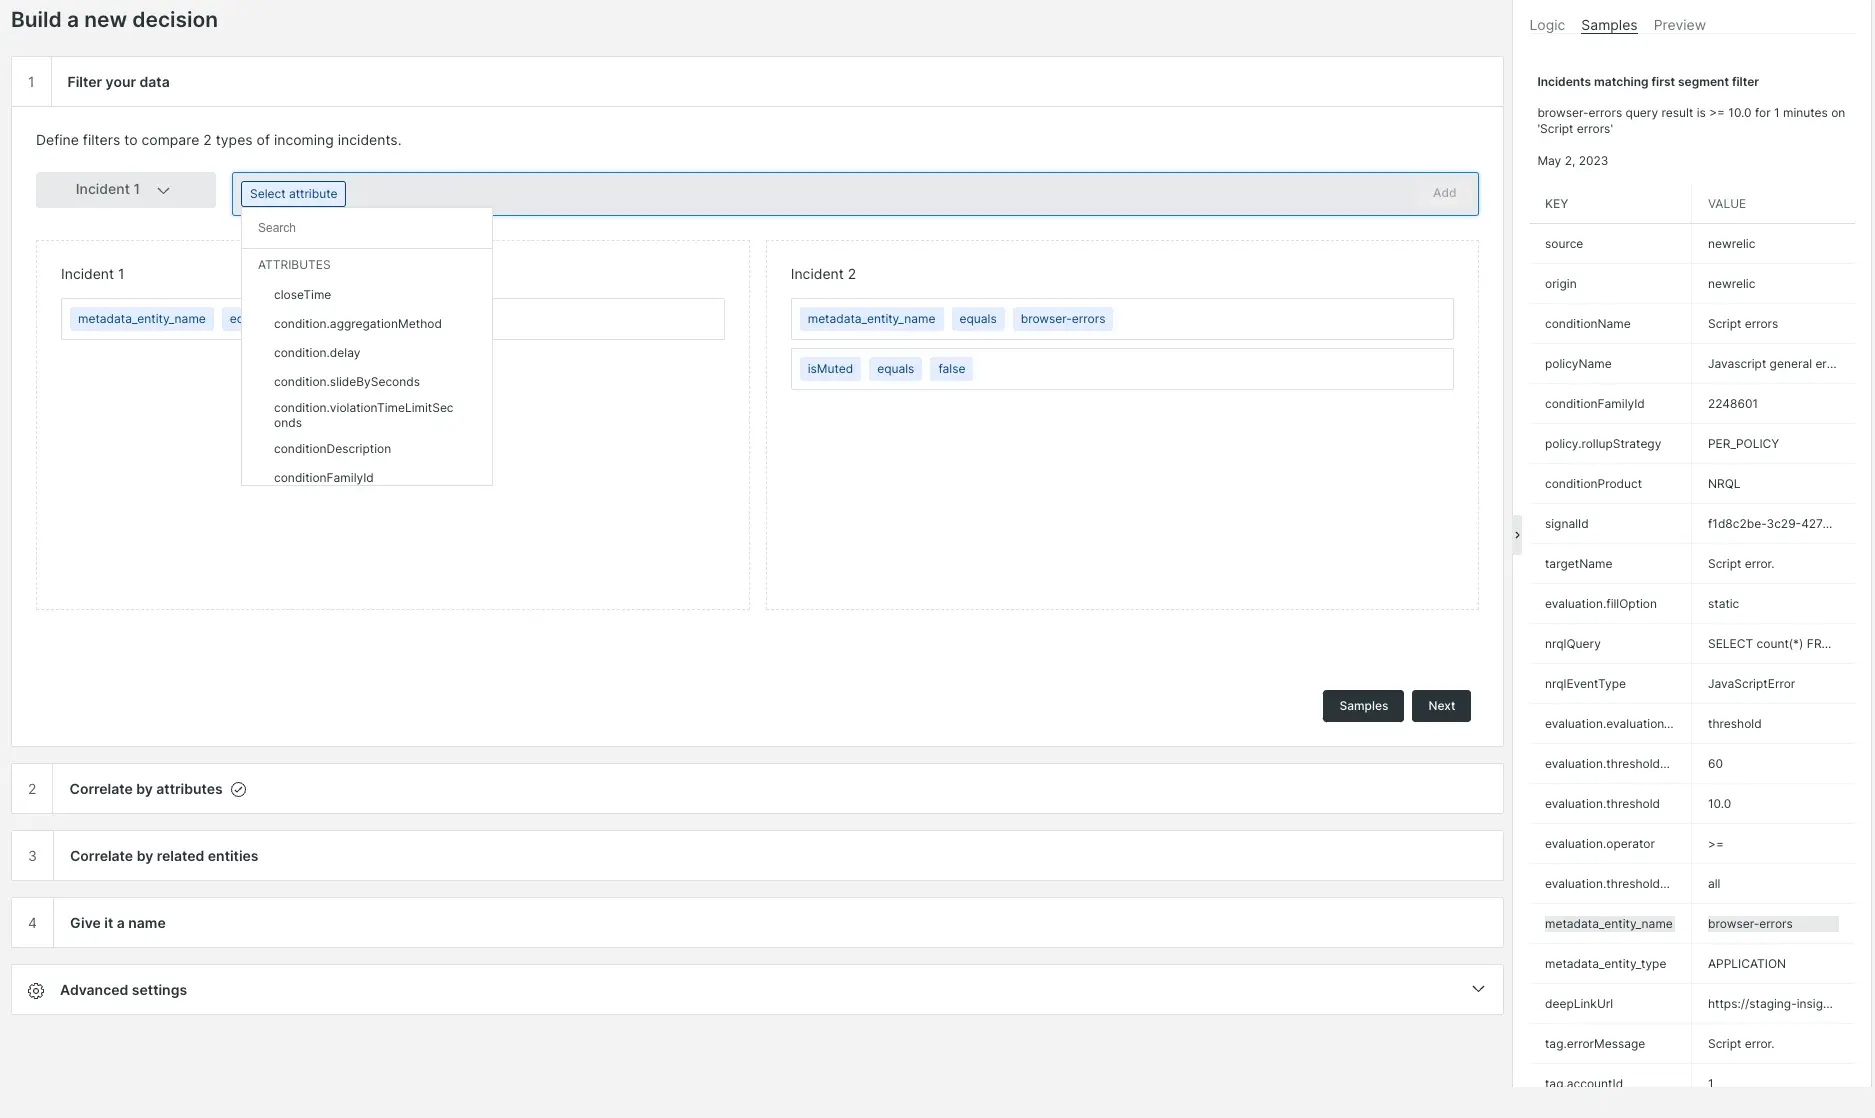 Build a new decision
1
Filter your data
Define filters to compare 2 types of incoming incidents.
Incident 1
Select attribute
Add
Search
ATTRIBUTES
closeTime
condition.aggregationMethod
condition.delay
condition.slideBySeconds
condition.violationTimeLimitSec
onds
conditionDescription
conditionFamilyId
Incident 1
metadata_entity_name
Incident 2
metadata_entity_name equals browser-errors
isMuted equals false
Samples Next
2
Correlate by attributes
3
Correlate by related entities
4
Give it a name
Advanced settings
Logic Samples Preview
Incidents matching first segment filter
browser-errors query result is >= 10.0 for 1 minutes on
'Script errors'
May 2, 2023
KEY VALUE
source newrelic
origin newrelic
conditionName Script errors
policyName Javascript general er...
conditionFamilyId 2248601
policy.rollupStrategy PER_POLICY
conditionProduct NRQL
signalId f1d8c2be-3c29-427...
targetName Script error.
evaluation.fillOption static
nrqlQuery SELECT count(*) FR...
nrqlEventType JavaScriptError
evaluation.evaluation... threshold
evaluation.threshold... 60
evaluation.threshold 10.0
evaluation.operator >=
evaluation.threshold... all
metadata_entity_name browser-errors
metadata_entity_type APPLICATION
deepLinkUrl https://staging-insig...
tag.errorMessage Script error.
tag.accountId 1